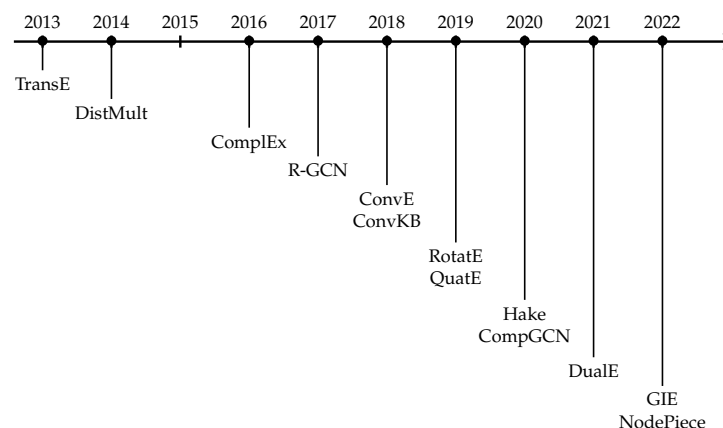 2013 2014 2015 2016 2017 2018 2019 2020 2021 2022
TransE
DistMult
ComplEx
R-GCN
ConvE
ConvKB
RotatE
QuatE
Hake
CompGCN
DualE
GIE
NodePiece